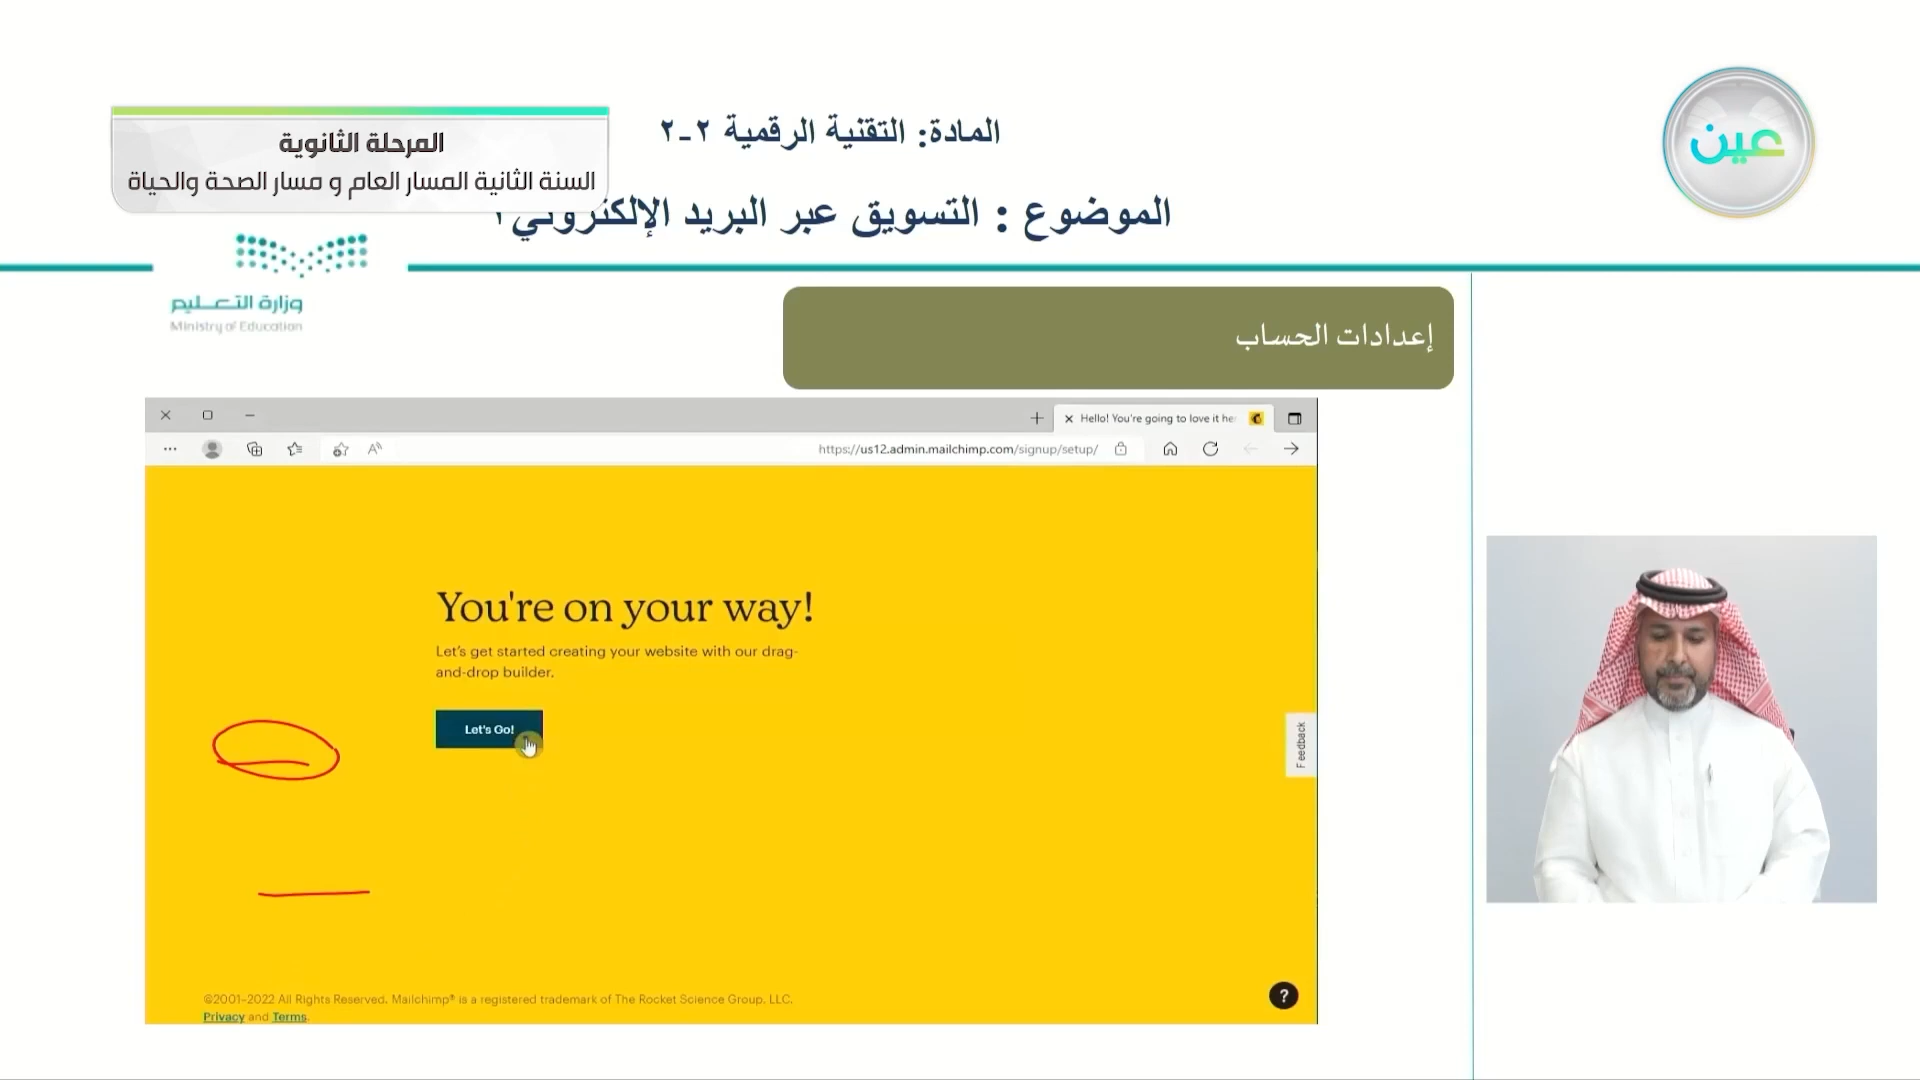 المرحلة الثانوية
السنة الثانية المسار العام و مسار الصحة والحياة
المادة: التقنية الرقمية ٢-٢
الموضوع : التسويق عبر البريد الإلكتروني
عين
وزارة التعليم
Ministry of Education
إعدادات الحساب
Hello! You're going to love it her
https://us12.admin.mailchimp.com/signup/setup/
You're on your way!
Let's get started creating your website with our drag-
and-drop builder.
Let's Go!
Feedback
?
©2001–2022 All Rights Reserved. Mailchimp® is a registered trademark of The Rocket Science Group, LLC.
Privacy and Terms.